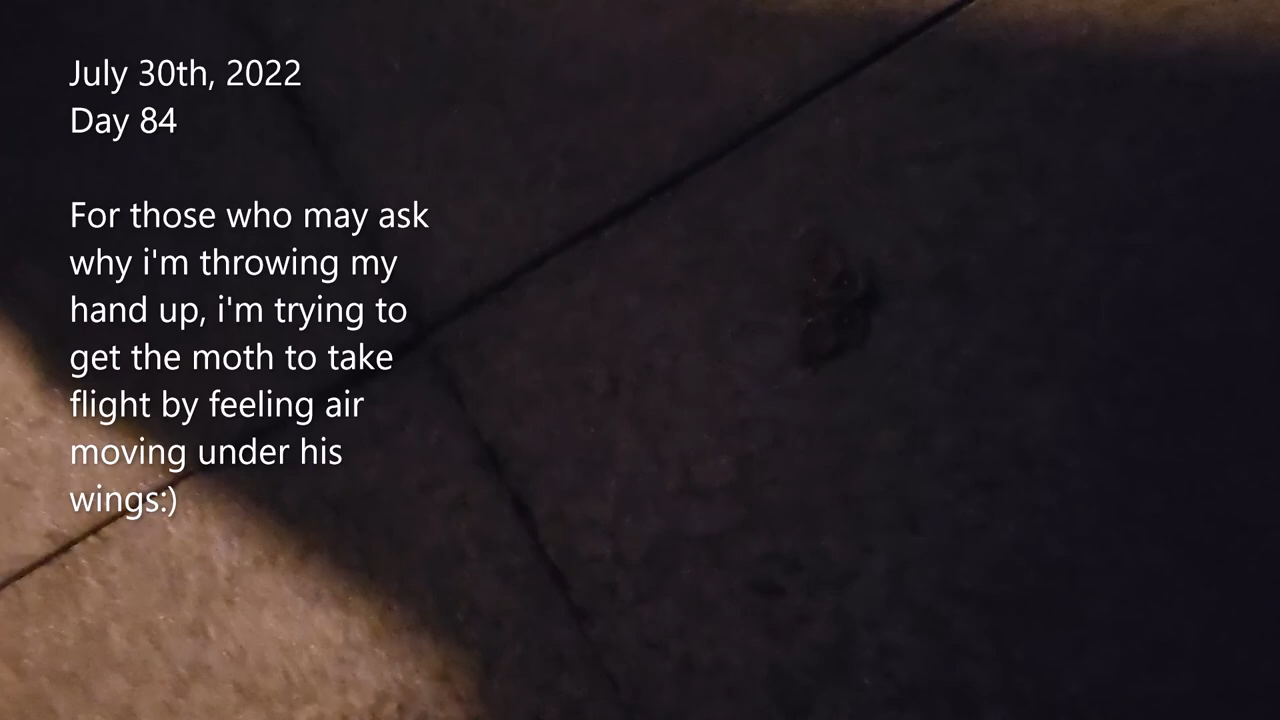 July 30th, 2022
Day 84
For those who may ask
why i'm throwing my
hand up, i'm trying to
get the moth to take
flight by feeling air
moving under his
wings:)